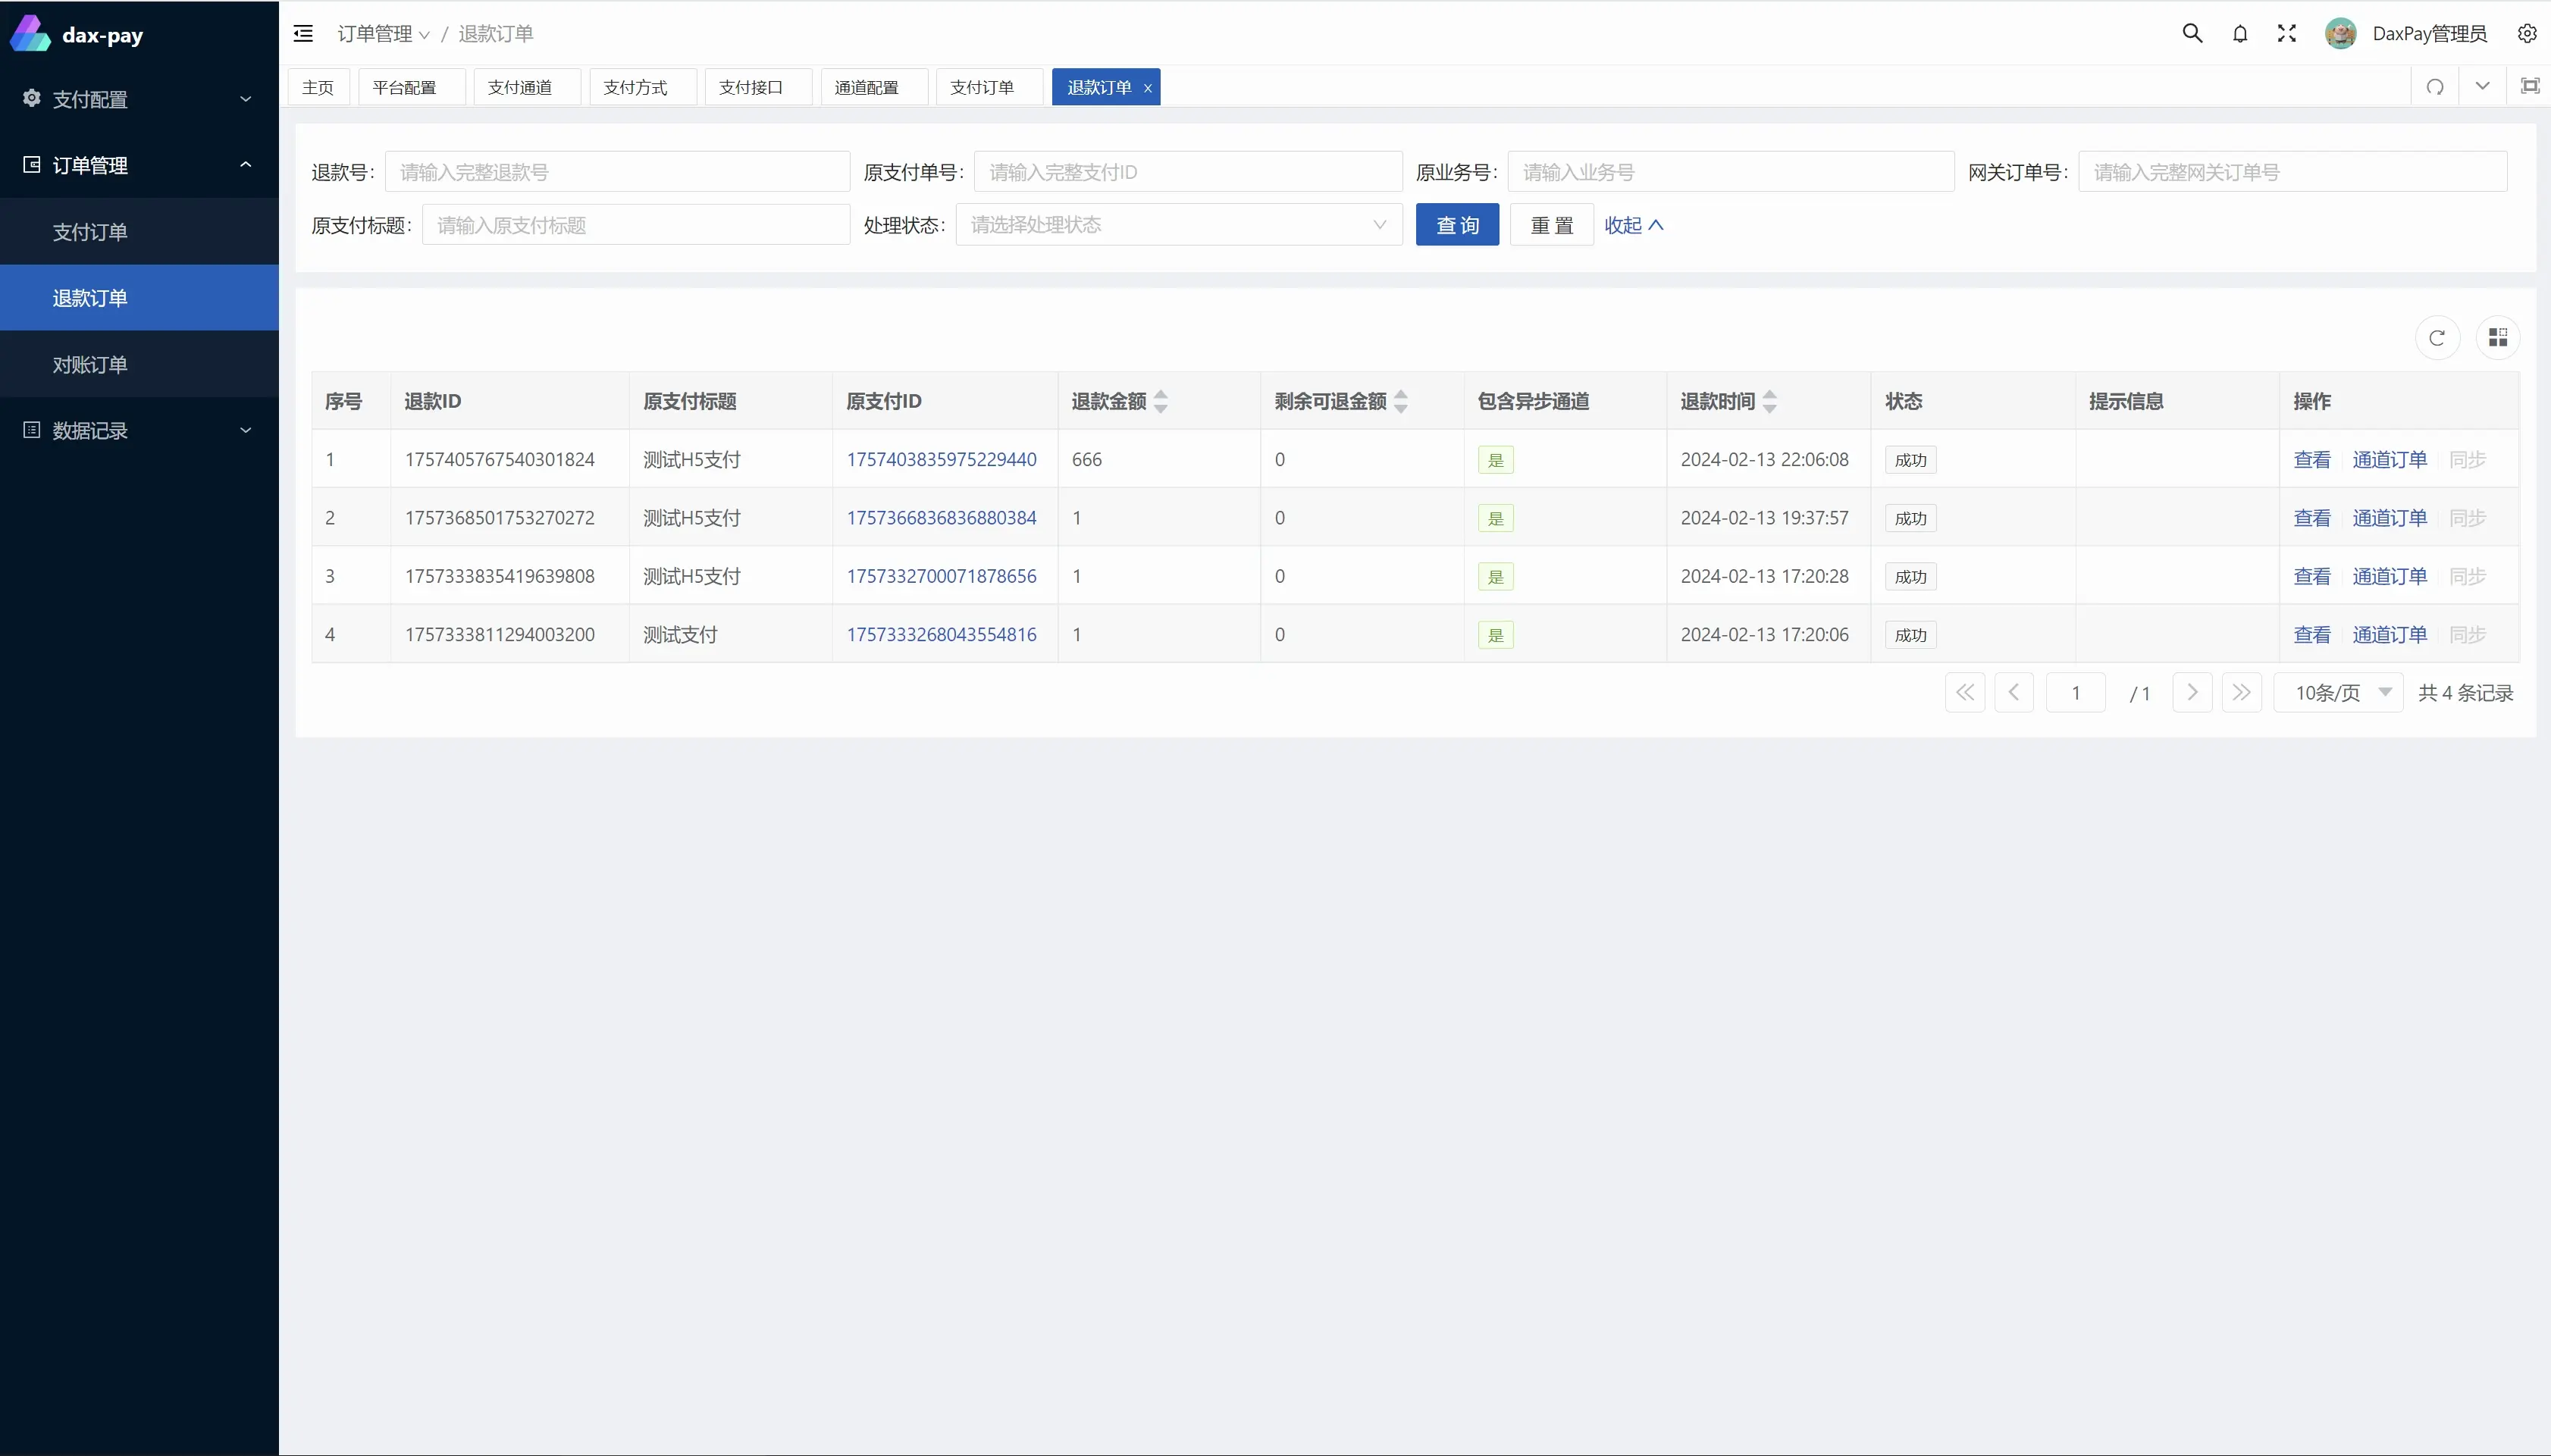 dax-pay
支付配置
订单管理
支付订单
退款订单
对账订单
数据记录
订单管理 / 退款订单
DaxPay管理员
主页 平台配置 支付通道 支付方式 支付接口 通道配置 支付订单 退款订单 ×
退款号: 请输入完整退款号 原支付单号: 请输入完整支付ID 原业务号: 请输入业务号 网关订单号: 请输入完整网关订单号
原支付标题: 请输入原支付标题 处理状态: 请选择处理状态 查 询 重 置 收起
序号 退款ID 原支付标题 原支付ID 退款金额 剩余可退金额 包含异步通道 退款时间 状态 提示信息 操作
1 1757405767540301824 测试H5支付 1757403835975229440 666 0 是 2024-02-13 22:06:08 成功 查看 通道订单 同步
2 1757368501753270272 测试H5支付 1757366836836880384 1 0 是 2024-02-13 19:37:57 成功 查看 通道订单 同步
3 1757333835419639808 测试H5支付 1757332700071878656 1 0 是 2024-02-13 17:20:28 成功 查看 通道订单 同步
4 1757333811294003200 测试支付 1757333268043554816 1 0 是 2024-02-13 17:20:06 成功 查看 通道订单 同步
1 / 1 10条/页 共 4 条记录